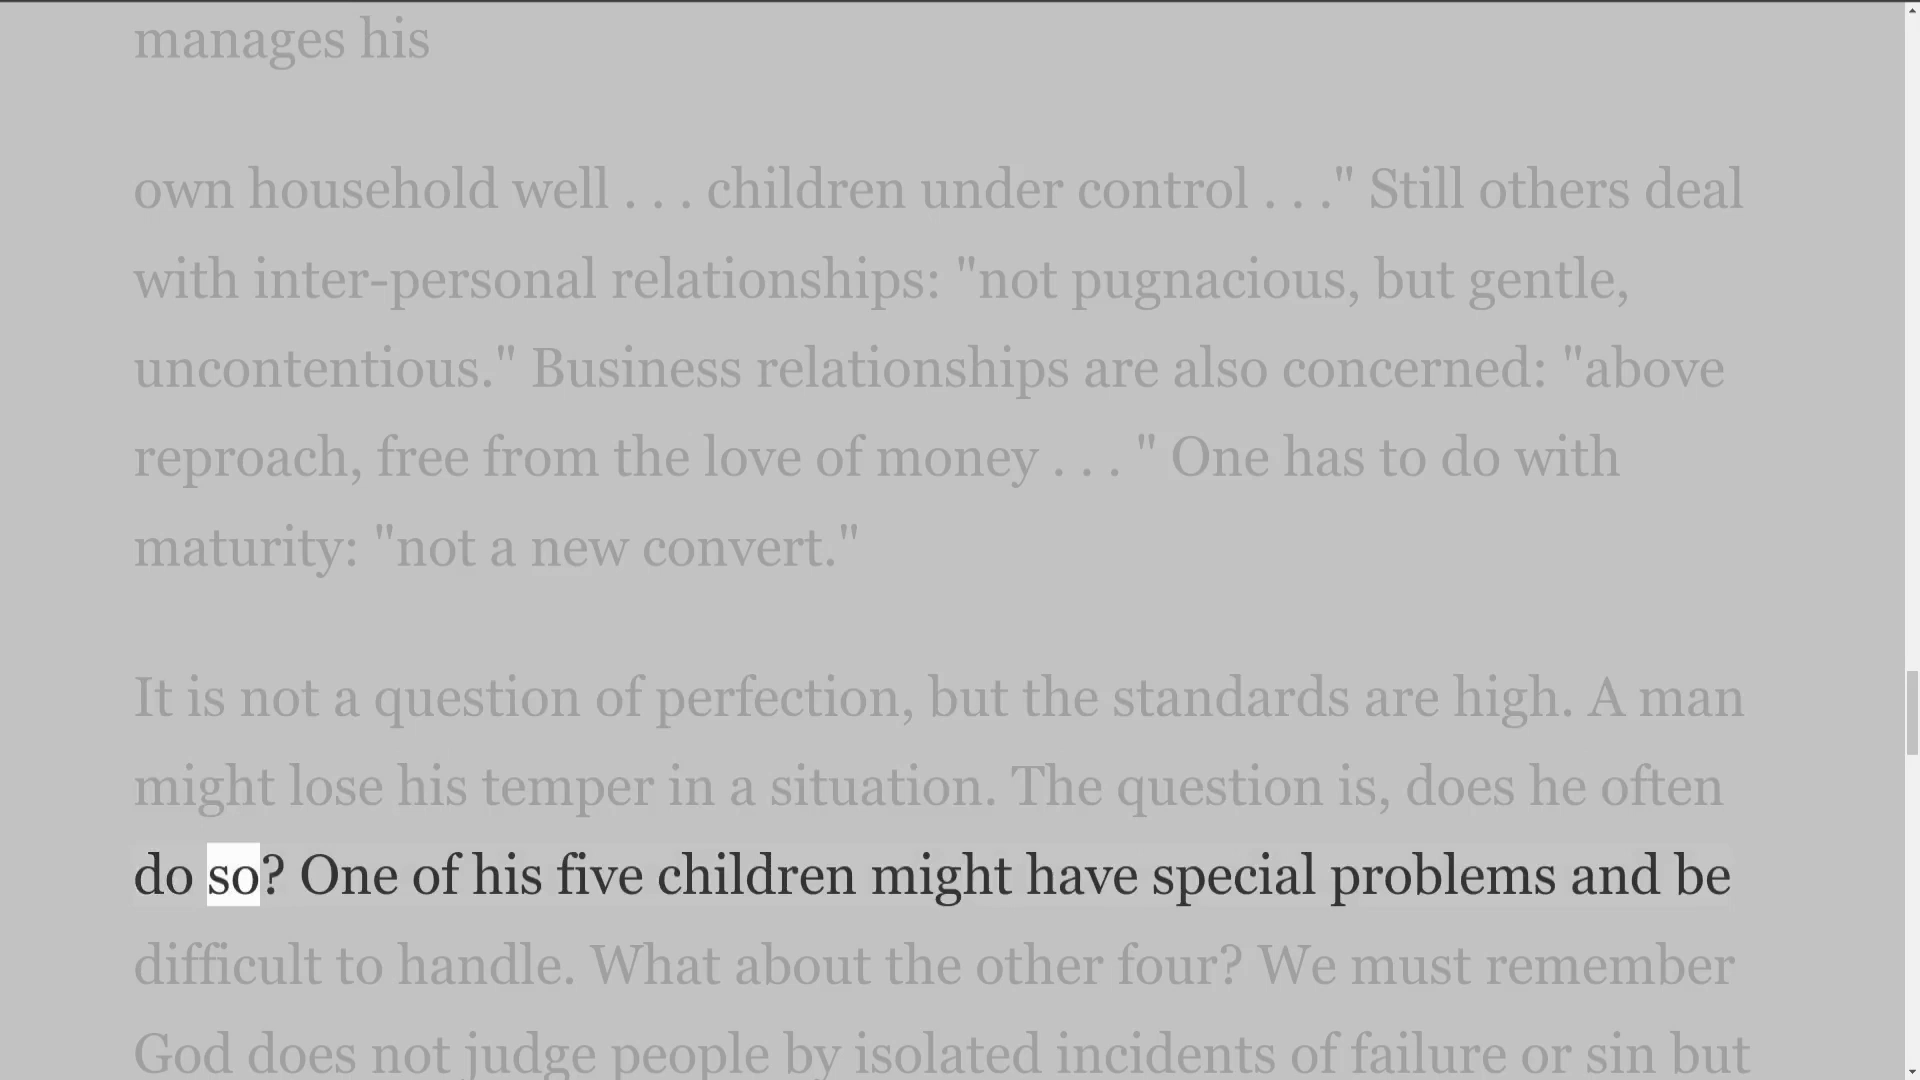 manages his
own household well . . . children under control . . ." Still others deal
with inter-personal relationships: "not pugnacious, but gentle,
uncontentious." Business relationships are also concerned: "above
reproach, free from the love of money . . . " One has to do with
maturity: "not a new convert."
It is not a question of perfection, but the standards are high. A man
might lose his temper in a situation. The question is, does he often
do so? One of his five children might have special problems and be
difficult to handle. What about the other four? We must remember
God does not judge people by isolated incidents of failure or sin but